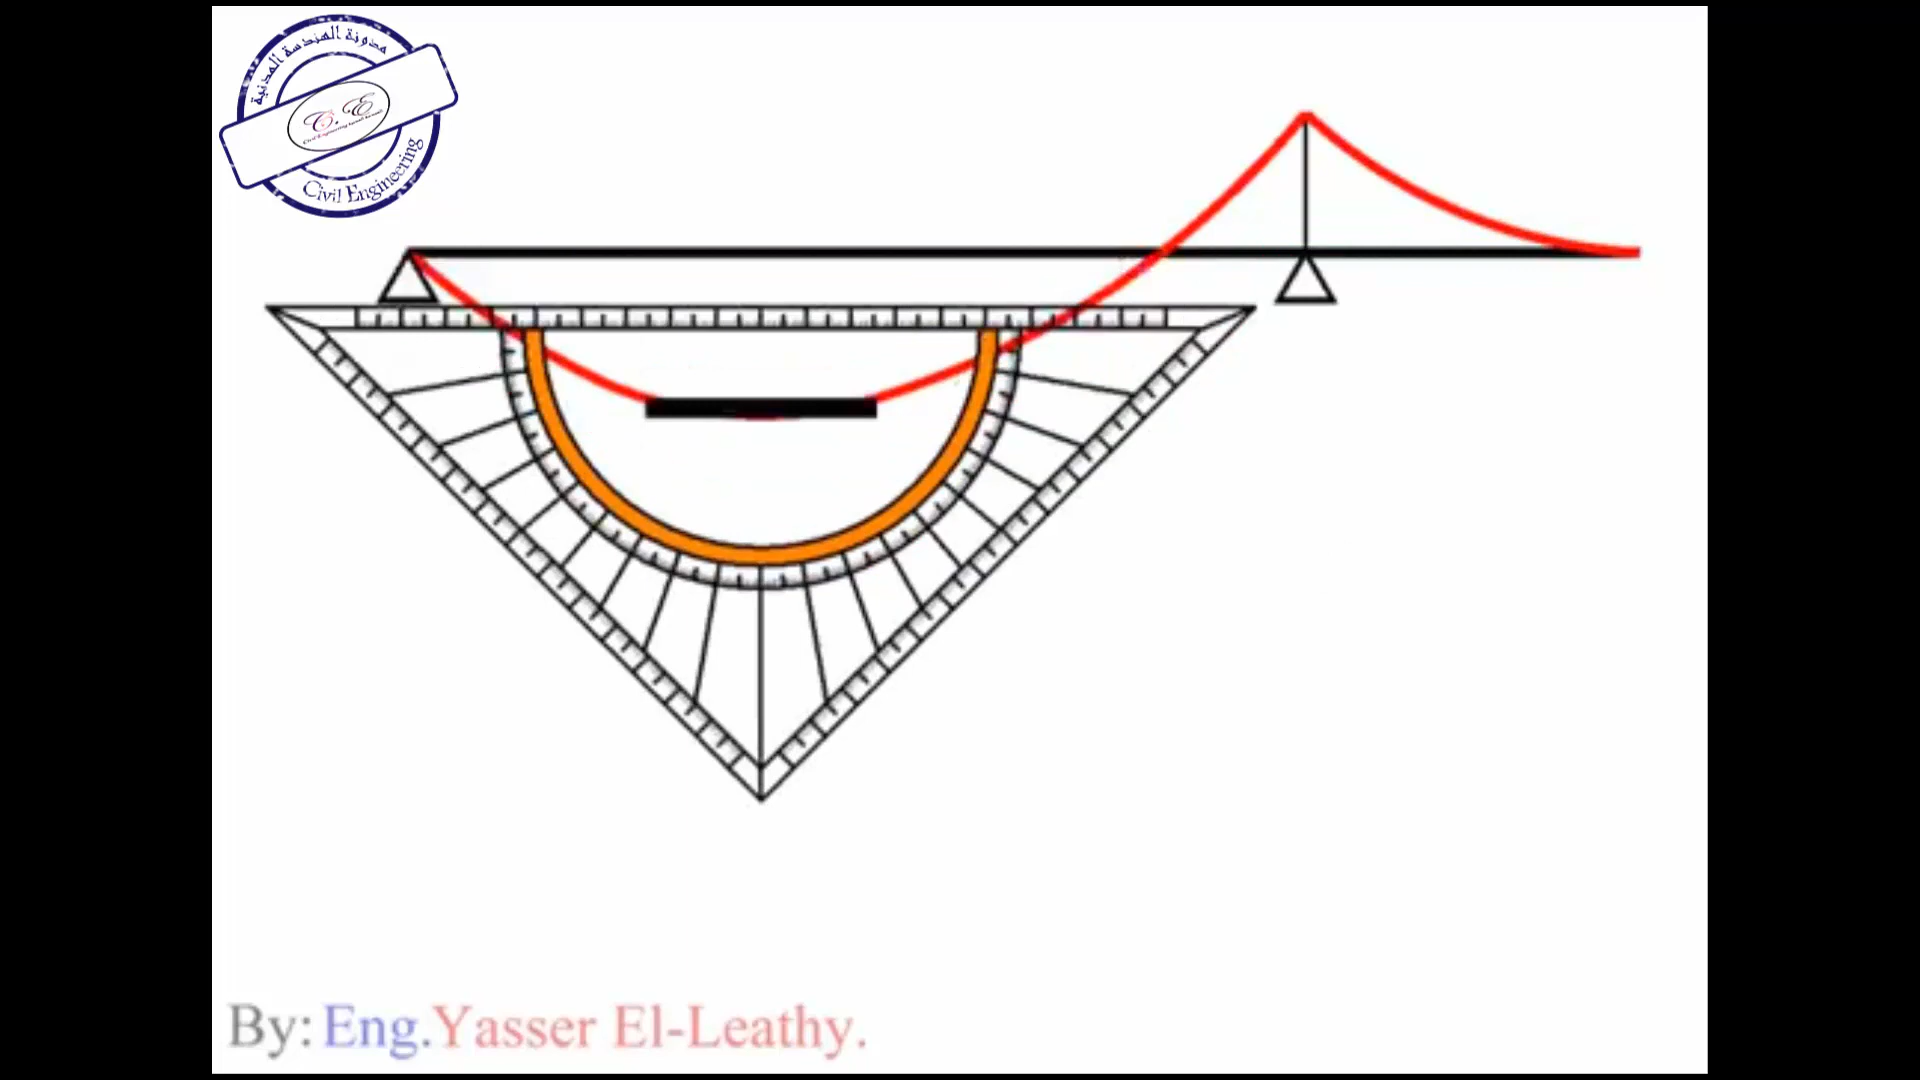 مدونة الهندسة المدنية
C.E
Civil Engineering
By: Eng.Yasser El-Leathy.